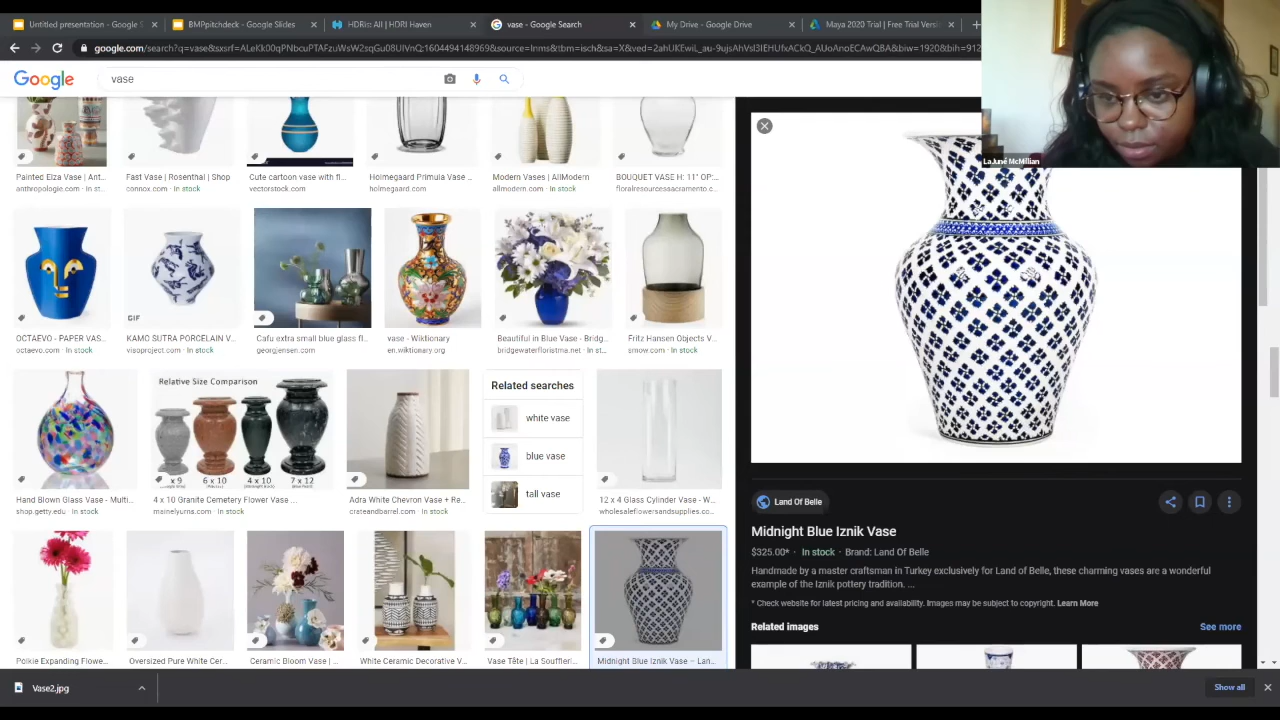 Untitled presentation - Google S
BMPpitchdeck - Google Slides
HDRIs: All | HDRI Haven
vase - Google Search
My Drive - Google Drive
Maya 2020 Trial | Free Trial Versi
Google
vase
Painted Elza Vase | Ant...
anthropologie.com · In s...
Fast Vase | Rosenthal | Shop
connox.com · In stock
Cute cartoon vase with fl...
vectorstock.com
Holmegaard Primula Vase ...
holmegaard.com
Modern Vases | AllModern
allmodern.com · In stock
BOUQUET VASE H: 11" OP:...
floralresourcessacramento.c...
LaJuné McMillian
OCTAEVO - PAPER VAS...
octaevo.com · In stock
GIF
KAMO SUTRA PORCELAIN V...
visoproject.com · In stock
Cafu extra small blue glass fl...
georgjensen.com
vase - Wiktionary
en.wiktionary.org
Beautiful in Blue Vase - Bridg...
bridgewaterfloristma.net · In st...
Fritz Hansen Objects V...
smow.com · In stock
Relative Size Comparison
x 9
6 x 10
4 x 10
7 x 12
Related searches
white vase
blue vase
tall vase
Hand Blown Glass Vase - Multi...
shop.getty.edu · In stock
4 x 10 Granite Cemetery Flower Vase ...
mainelyurns.com · In stock
Adra White Chevron Vase + Re...
crateandbarrel.com · In stock
12 x 4 Glass Cylinder Vase - W...
wholesaleflowersandsupplies.co...
Land Of Belle
Midnight Blue Iznik Vase
$325.00* · In stock · Brand: Land Of Belle
Handmade by a master craftsman in Turkey exclusively for Land of Belle, these charming vases are a wonderful
example of the Iznik pottery tradition. ...
* Check website for latest pricing and availability. Images may be subject to copyright. Learn More
Related images
See more
Polkie Expanding Flowe...
Oversized Pure White Cer...
Ceramic Bloom Vase | ...
White Ceramic Decorative V...
Vase Tête | La Souffleri...
Midnight Blue Iznik Vase – Lan...
Vase2.jpg
Show all